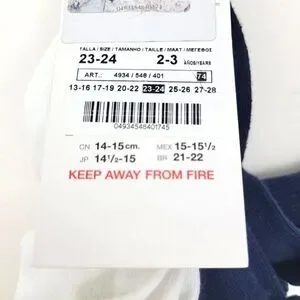 TALLA / SIZE / TAMANHO / TAILLE / MAAT / ΜΕΓΕΘΟΣ
23-24 2-3 AÑOS/YEARS
ART.: 4934 / 548 / 401 74
13-16 17-19 20-22 23-24 25-26 27-28
04934548401745
CN 14-15cm. MEX 15-15½
JP 14½-15 BR 21-22
KEEP AWAY FROM FIRE